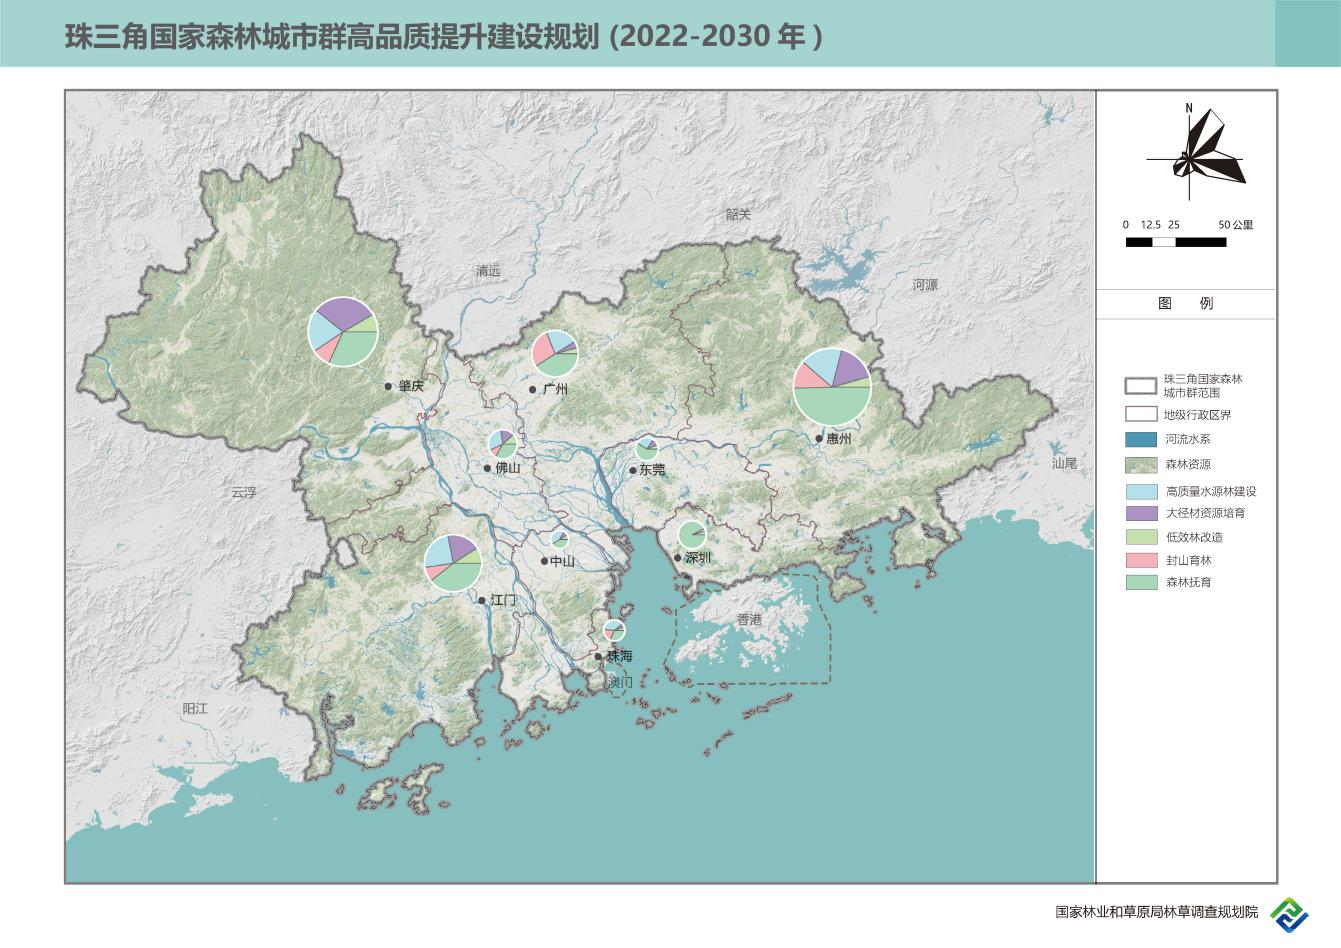 珠三角国家森林城市群高品质提升建设规划 (2022-2030 年 )
N
0 12.5 25 50 公里
图 例
珠三角国家森林
城市群范围
地级行政区界
河流水系
森林资源
高质量水源林建设
大径材资源培育
低效林改造
封山育林
森林抚育
韶关
清远
河源
肇庆
广州
惠州
汕尾
佛山
东莞
云浮
中山
深圳
江门
香港
珠海
澳门
阳江
国家林业和草原局林草调查规划院